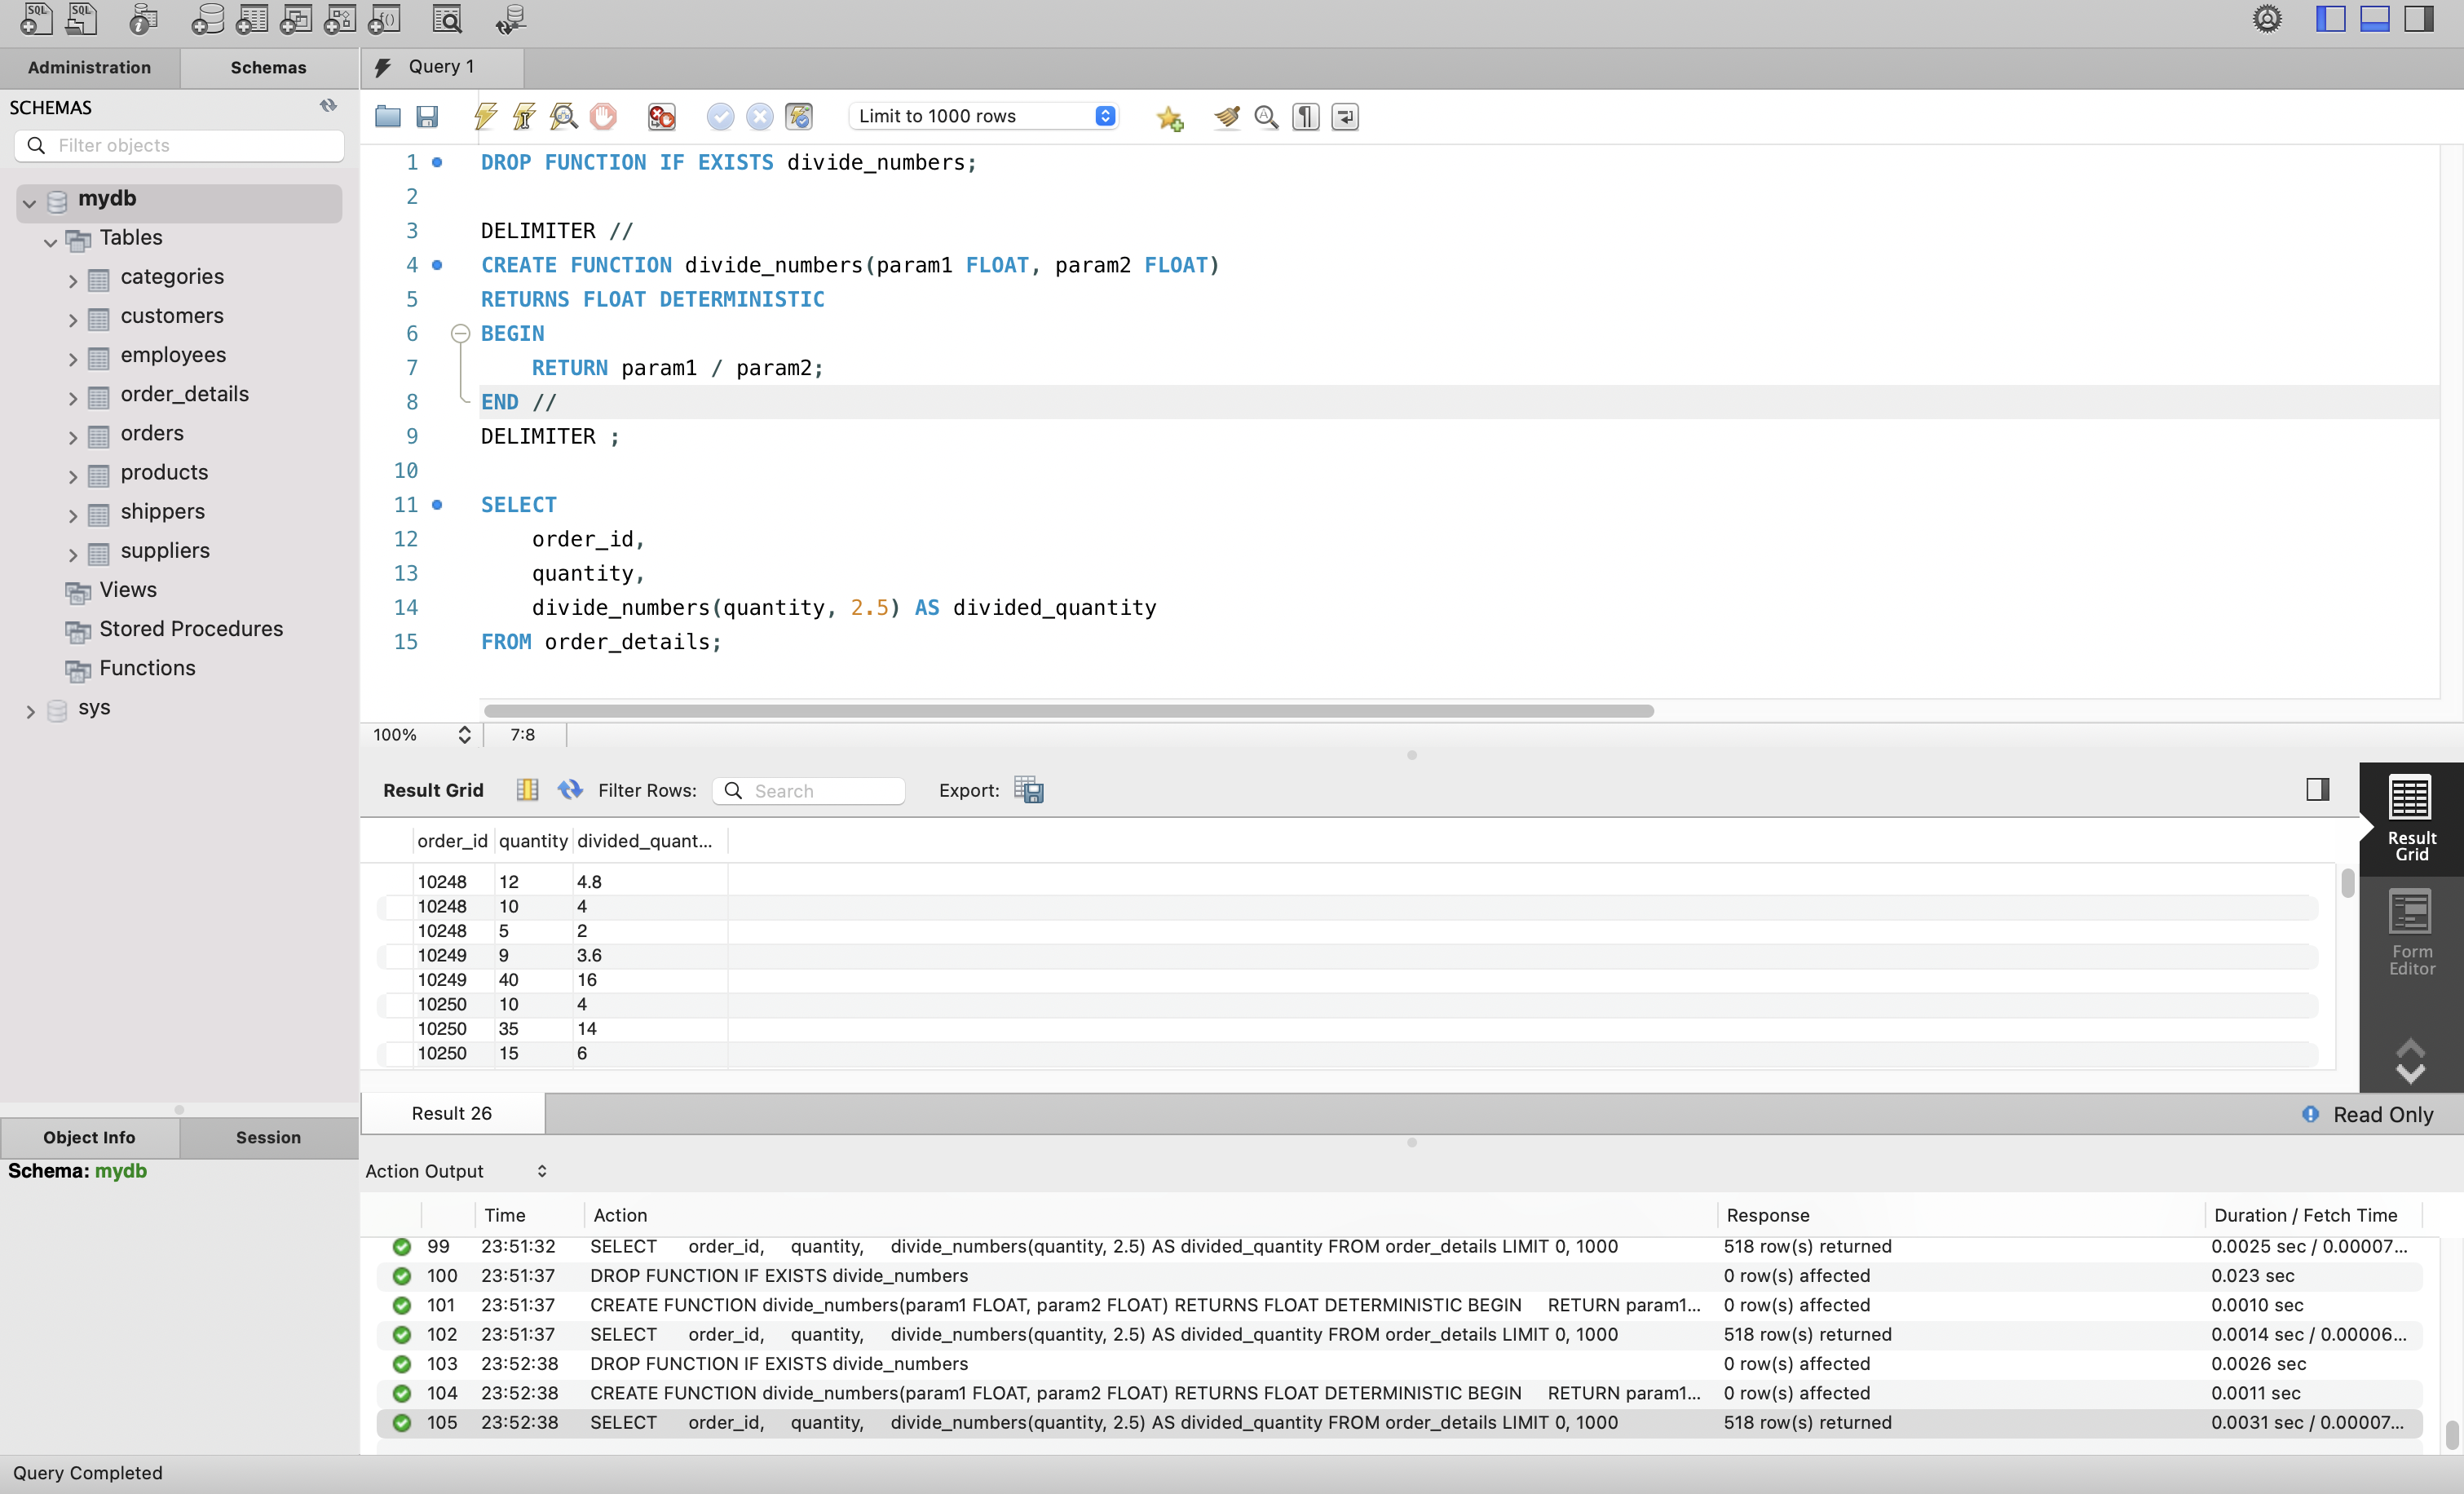 Administration
Schemas
Query 1
SCHEMAS
Filter objects
mydb
Tables
categories
customers
employees
order_details
orders
products
shippers
suppliers
Views
Stored Procedures
Functions
sys
Object Info
Session
Schema: mydb
Limit to 1000 rows
1 DROP FUNCTION IF EXISTS divide_numbers;
2
3 DELIMITER //
4 CREATE FUNCTION divide_numbers(param1 FLOAT, param2 FLOAT)
5 RETURNS FLOAT DETERMINISTIC
6 BEGIN
7 RETURN param1 / param2;
8 END //
9 DELIMITER ;
10
11 SELECT
12 order_id,
13 quantity,
14 divide_numbers(quantity, 2.5) AS divided_quantity
15 FROM order_details;
100% 7:8
Result Grid Filter Rows: Search Export:
order_id quantity divided_quant...
10248 12 4.8
10248 10 4
10248 5 2
10249 9 3.6
10249 40 16
10250 10 4
10250 35 14
10250 15 6
Result
Grid
Form
Editor
Result 26
Read Only
Action Output
Time Action Response Duration / Fetch Time
99 23:51:32 SELECT order_id, quantity, divide_numbers(quantity, 2.5) AS divided_quantity FROM order_details LIMIT 0, 1000 518 row(s) returned 0.0025 sec / 0.00007...
100 23:51:37 DROP FUNCTION IF EXISTS divide_numbers 0 row(s) affected 0.023 sec
101 23:51:37 CREATE FUNCTION divide_numbers(param1 FLOAT, param2 FLOAT) RETURNS FLOAT DETERMINISTIC BEGIN RETURN param1... 0 row(s) affected 0.0010 sec
102 23:51:37 SELECT order_id, quantity, divide_numbers(quantity, 2.5) AS divided_quantity FROM order_details LIMIT 0, 1000 518 row(s) returned 0.0014 sec / 0.00006...
103 23:52:38 DROP FUNCTION IF EXISTS divide_numbers 0 row(s) affected 0.0026 sec
104 23:52:38 CREATE FUNCTION divide_numbers(param1 FLOAT, param2 FLOAT) RETURNS FLOAT DETERMINISTIC BEGIN RETURN param1... 0 row(s) affected 0.0011 sec
105 23:52:38 SELECT order_id, quantity, divide_numbers(quantity, 2.5) AS divided_quantity FROM order_details LIMIT 0, 1000 518 row(s) returned 0.0031 sec / 0.00007...
Query Completed